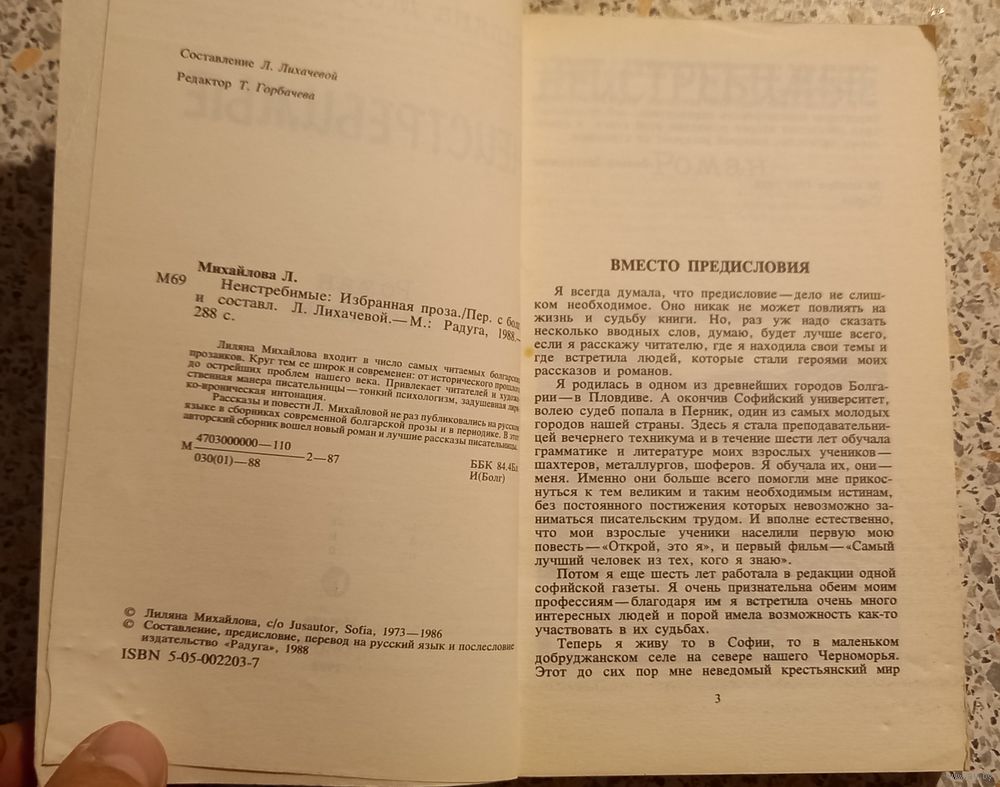 Составление Л. Лихачевой
Редактор Т. Горбачева
Михайлова Л.
М69
Неистребимые: Избранная проза./Пер. с бол
и составл. Л. Лихачевой.—М.: Радуга, 1988.—
288 с.
Лиляна Михайлова входит в число самых читаемых болгарски
прозаиков. Круг тем ее широк и современен: от исторического прошлого
до острейших проблем нашего века. Привлекает читателей и художе-
ственная манера писательницы—тонкий психологизм, задушевная лири
ко-ироническая интонация.
Рассказы и повести Л. Михайловой не раз публиковались на русском
языке в сборниках современной болгарской прозы и в периодике. В этот
авторский сборник вошел новый роман и лучшие рассказы писательницы.
М 4703000000—110
030(01)—88 2—87
ББК 84.4Бл
И(Болг)
© Лиляна Михайлова, c/o Jusautor, Sofia, 1973—1986
© Составление, предисловие, перевод на русский язык и послесловие
издательство «Радуга», 1988
ISBN 5-05-002203-7
ВМЕСТО ПРЕДИСЛОВИЯ
Я всегда думала, что предисловие—дело не слиш-
ком необходимое. Оно никак не может повлиять на
жизнь и судьбу книги. Но, раз уж надо сказать
несколько вводных слов, думаю, будет лучше всего,
если я расскажу читателю, где я находила свои темы и
где встретила людей, которые стали героями моих
рассказов и романов.
Я родилась в одном из древнейших городов Болга-
рии—в Пловдиве. А окончив Софийский университет,
волею судеб попала в Перник, один из самых молодых
городов нашей страны. Здесь я стала преподавательни-
цей вечернего техникума и в течение шести лет обучала
грамматике и литературе моих взрослых учеников—
шахтеров, металлургов, шоферов. Я обучала их, они—
меня. Именно они больше всего помогли мне прикос-
нуться к тем великим и таким необходимым истинам,
без постоянного постижения которых невозможно за-
ниматься писательским трудом. И вполне естественно,
что мои взрослые ученики населили первую мою
повесть—«Открой, это я», и первый фильм—«Самый
лучший человек из тех, кого я знаю».
Потом я еще шесть лет работала в редакции одной
софийской газеты. Я очень признательна обеим моим
профессиям—благодаря им я встретила очень много
интересных людей и порой имела возможность как-то
участвовать в их судьбах.
Теперь я живу то в Софии, то в маленьком
добруджанском селе на севере нашего Черноморья.
Этот до сих пор мне неведомый крестьянский мир
3